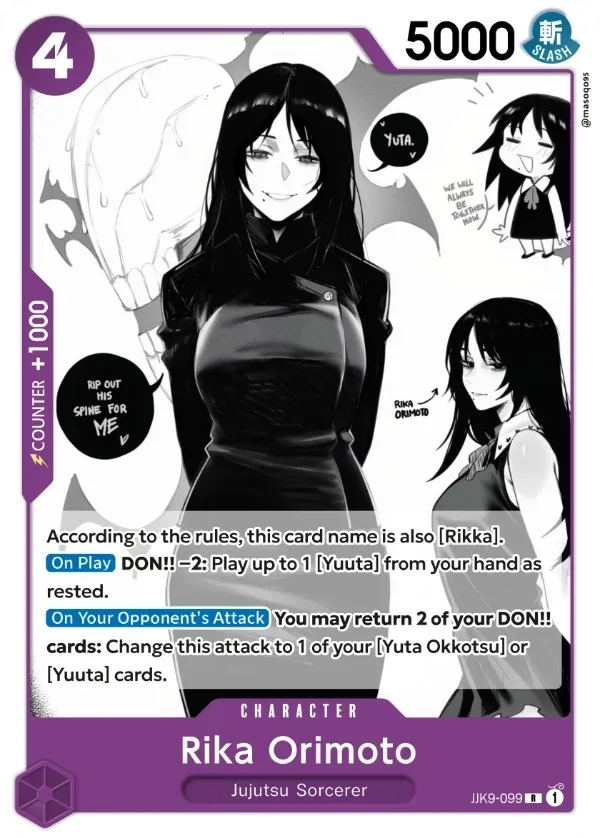 4
5000
斬
SLASH
@masoq095
YUTA.
WE WILL
ALWAYS
BE
TOGETHER
NOW.
COUNTER +1000
RIP OUT
HIS
SPINE FOR
ME
RIKA
ORIMOTO
According to the rules, this card name is also [Rikka].
On Play DON!! −2: Play up to 1 [Yuuta] from your hand as
rested.
On Your Opponent's Attack You may return 2 of your DON!!
cards: Change this attack to 1 of your [Yuta Okkotsu] or
[Yuuta] cards.
CHARACTER
Rika Orimoto
Jujutsu Sorcerer
JJK9-099 R 1